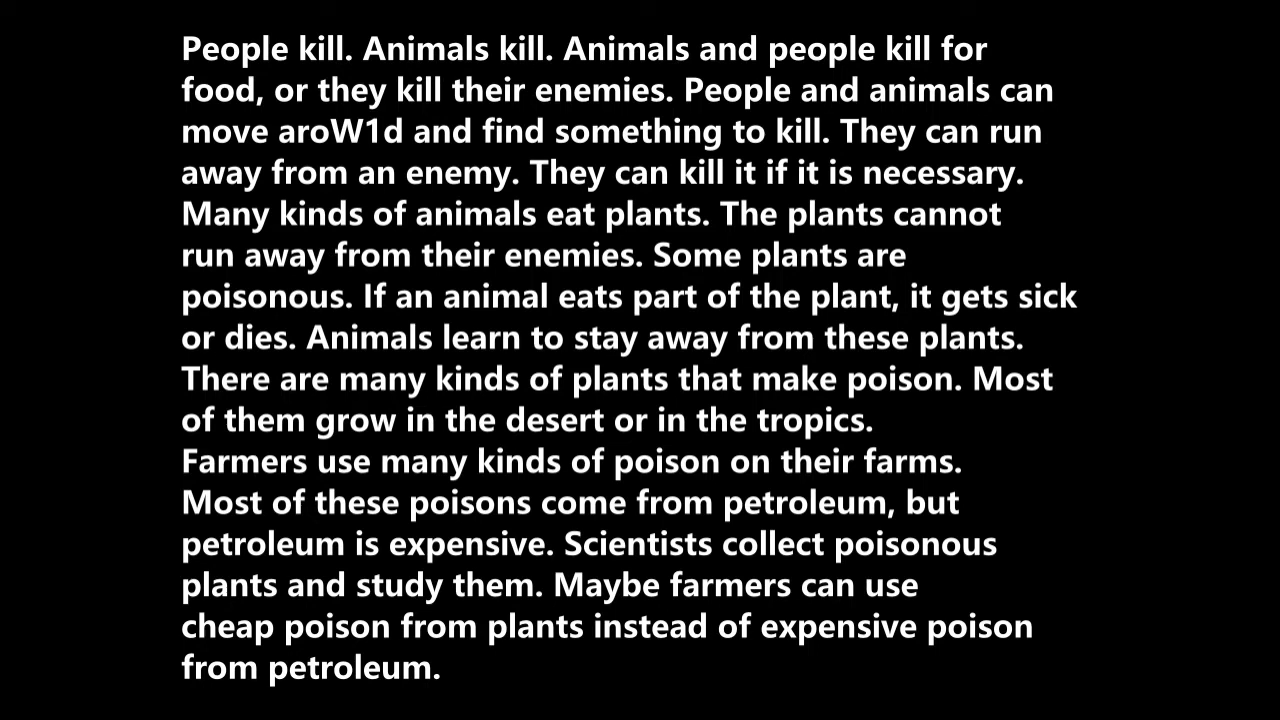 People kill. Animals kill. Animals and people kill for
food, or they kill their enemies. People and animals can
move aroW1d and find something to kill. They can run
away from an enemy. They can kill it if it is necessary.
Many kinds of animals eat plants. The plants cannot
run away from their enemies. Some plants are
poisonous. If an animal eats part of the plant, it gets sick
or dies. Animals learn to stay away from these plants.
There are many kinds of plants that make poison. Most
of them grow in the desert or in the tropics.
Farmers use many kinds of poison on their farms.
Most of these poisons come from petroleum, but
petroleum is expensive. Scientists collect poisonous
plants and study them. Maybe farmers can use
cheap poison from plants instead of expensive poison
from petroleum.